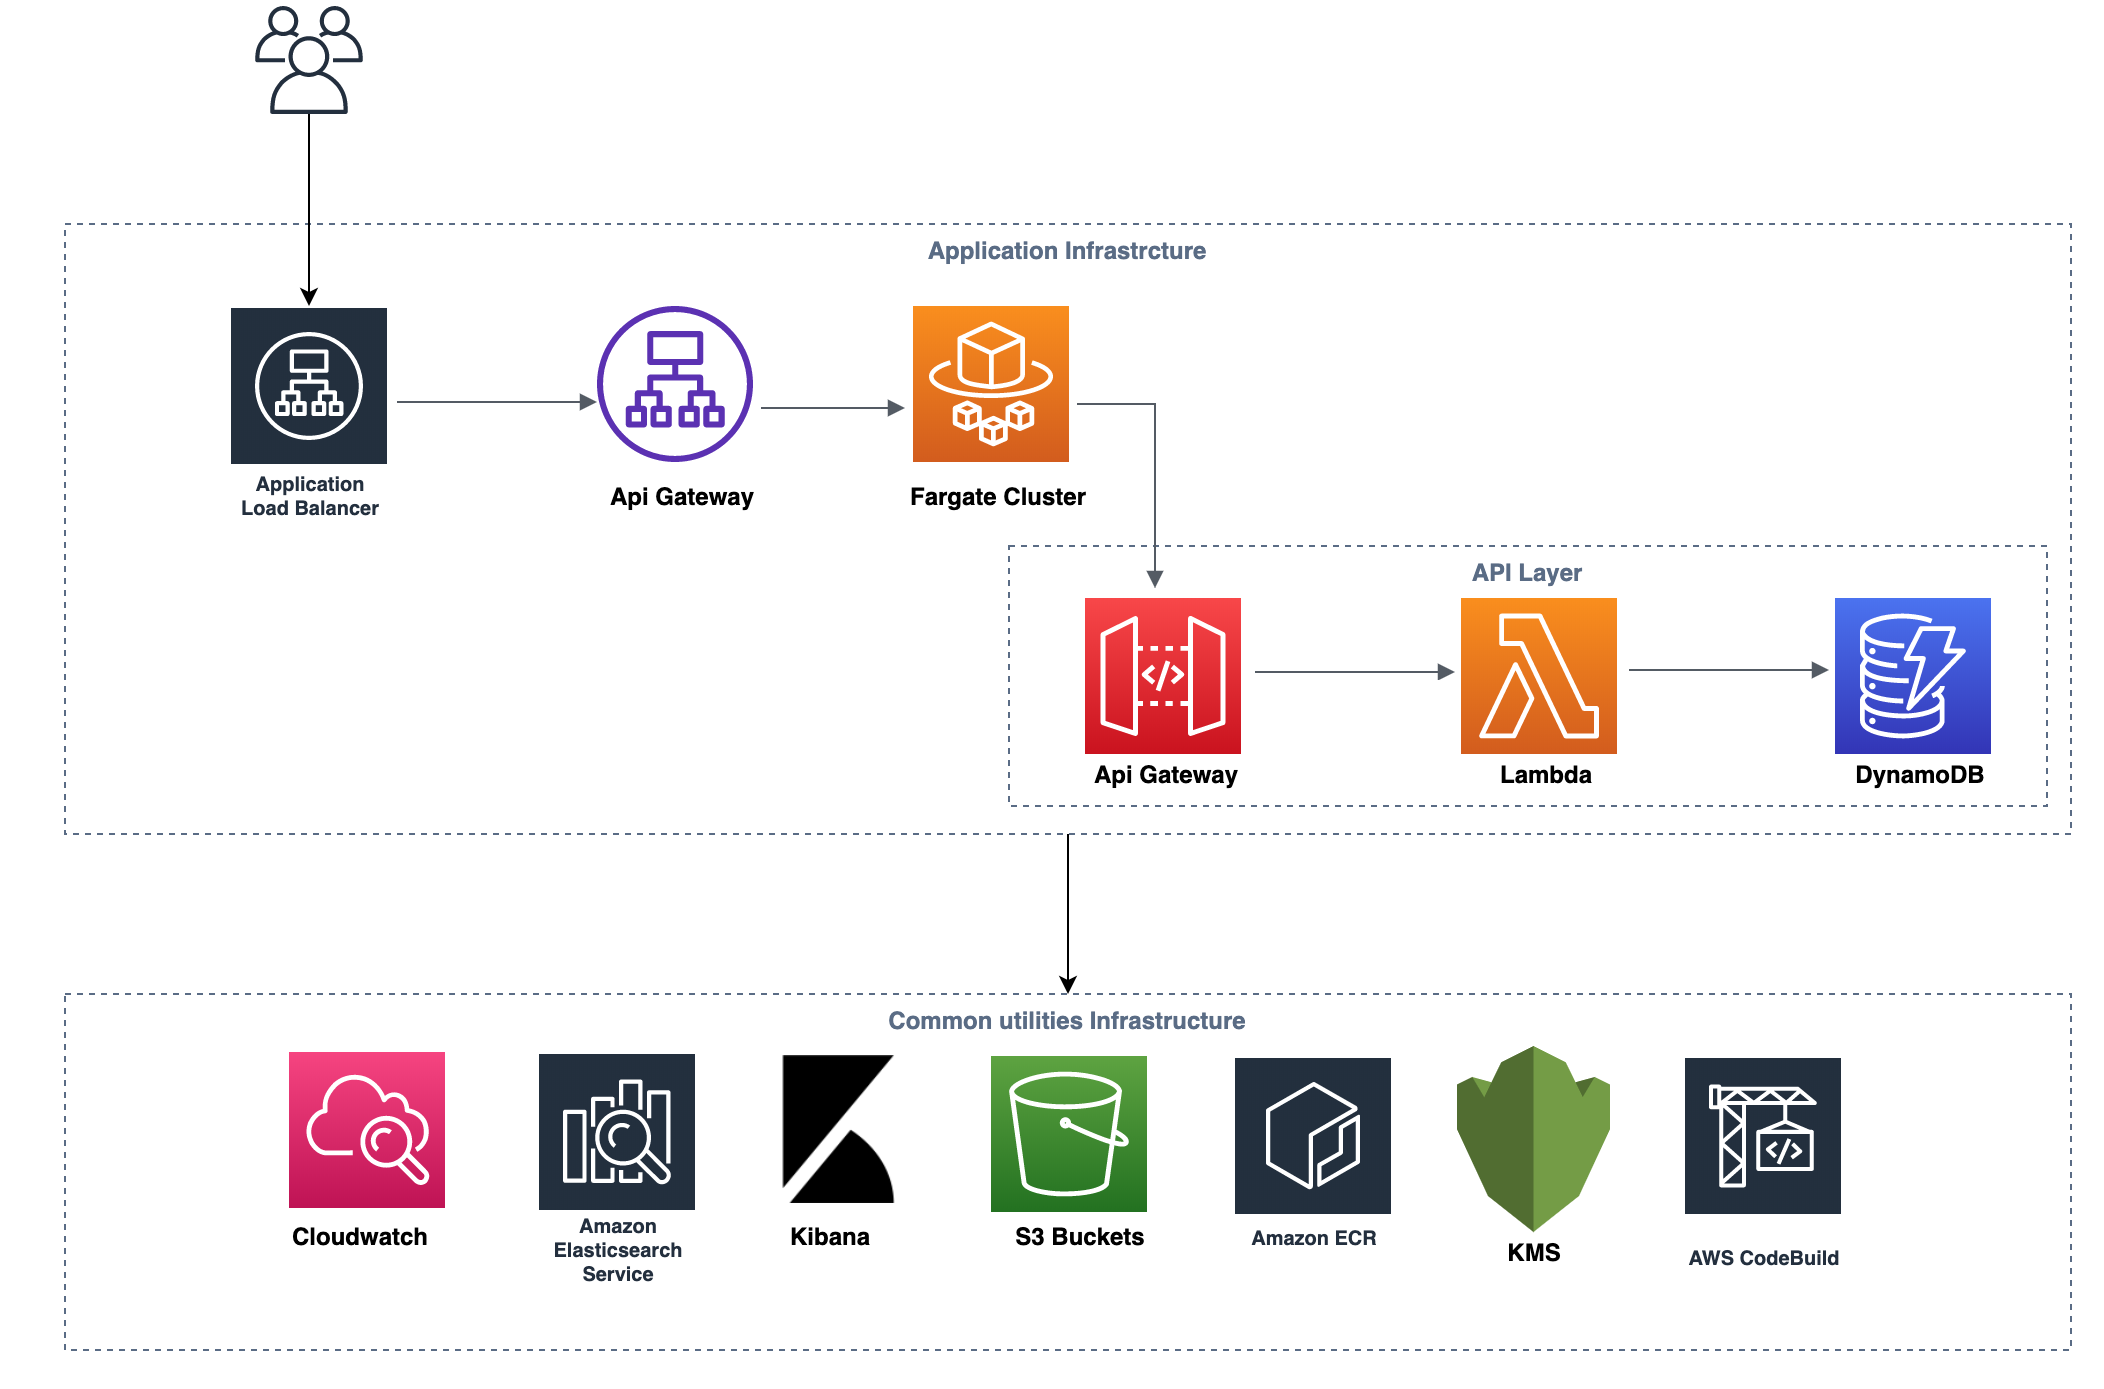 Application Infrastrcture
Application
Load Balancer
Api Gateway
Fargate Cluster
API Layer
</>
Api Gateway
Lambda
DynamoDB
Common utilities Infrastructure
Cloudwatch
Amazon
Elasticsearch
Service
Kibana
S3 Buckets
Amazon ECR
KMS
</>
AWS CodeBuild